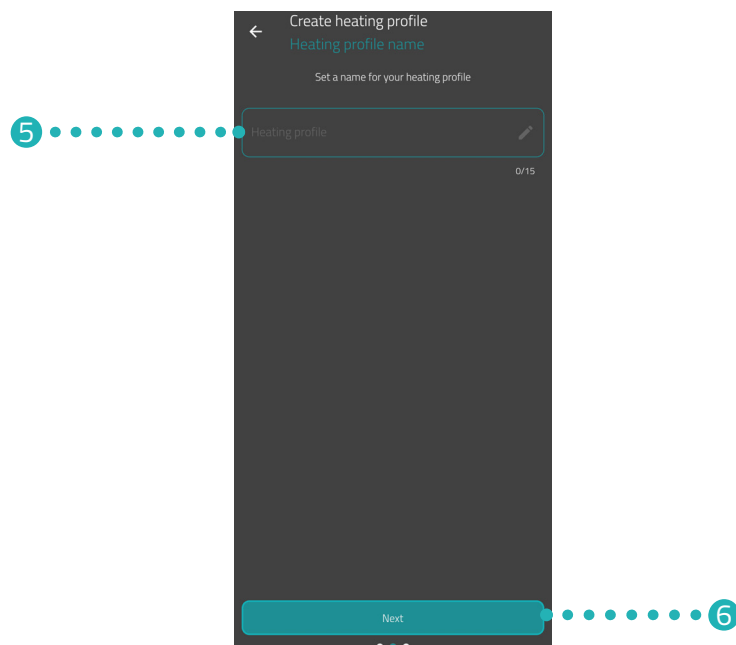 Create heating profile
Heating profile name
Set a name for your heating profile
5
Heating profile
0/15
Next
6